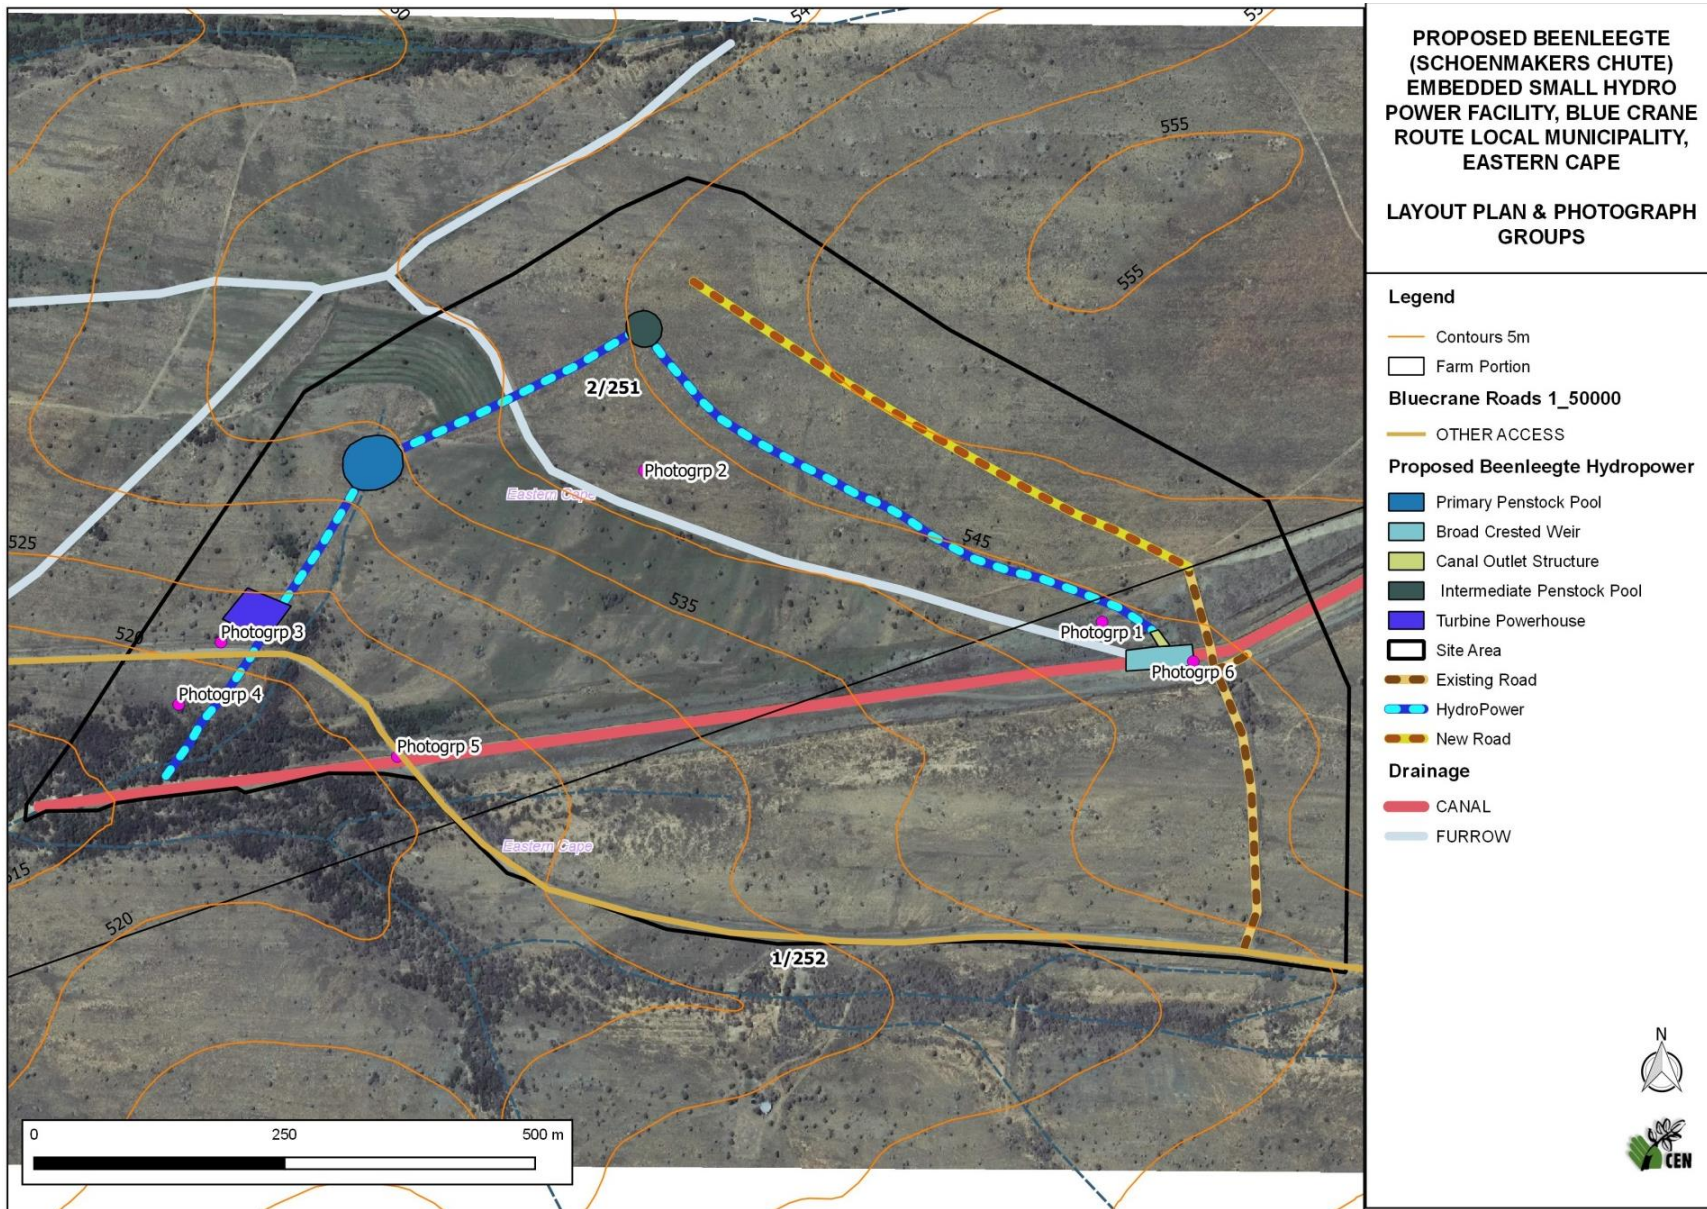 PROPOSED BEENLEEGTE
(SCHOENMAKERS CHUTE)
EMBEDDED SMALL HYDRO
POWER FACILITY, BLUE CRANE
ROUTE LOCAL MUNICIPALITY,
EASTERN CAPE
LAYOUT PLAN & PHOTOGRAPH
GROUPS
Legend
Contours 5m
Farm Portion
Bluecrane Roads 1_50000
OTHER ACCESS
Proposed Beenleegte Hydropower
Primary Penstock Pool
Broad Crested Weir
Canal Outlet Structure
Intermediate Penstock Pool
Turbine Powerhouse
Site Area
Existing Road
HydroPower
New Road
Drainage
CANAL
FURROW
N
CEN
555
555
2/251
Photogrp 2
Eastern Cape
525
545
535
Photogrp 1
520
Photogrp 3
Photogrp 6
Photogrp 4
Photogrp 5
Eastern Cape
515
520
1/252
0 250 500 m